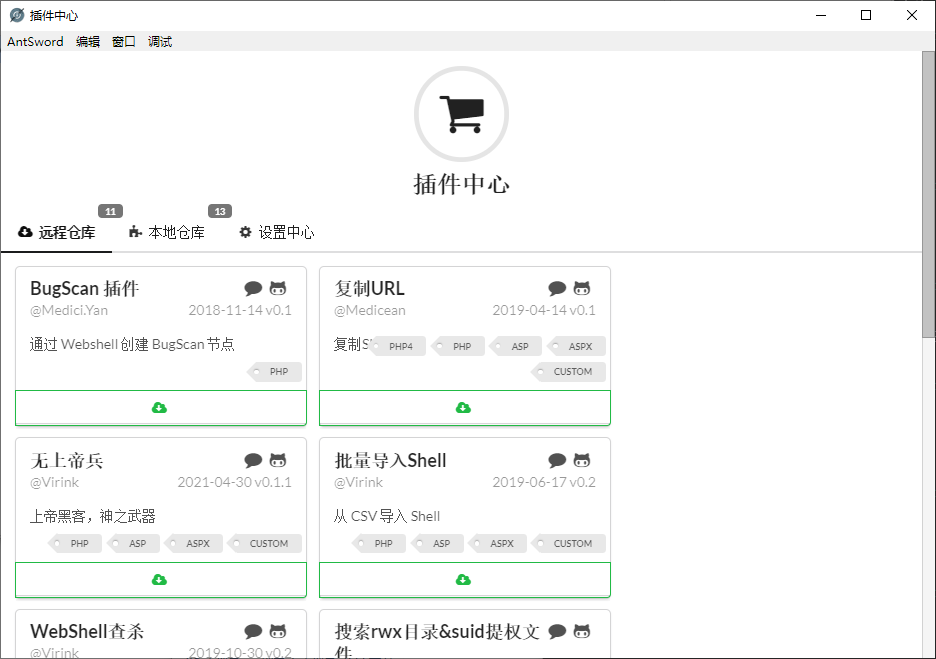 插件中心
AntSword 编辑 窗口 调试
插件中心
11 13
远程仓库 本地仓库 设置中心
BugScan 插件
@Medici.Yan 2018-11-14 v0.1
通过 Webshell 创建 BugScan 节点
PHP
复制URL
@Medicean 2019-04-14 v0.1
复制S PHP4 PHP ASP ASPX
CUSTOM
无上帝兵
@Virink 2021-04-30 v0.1.1
上帝黑客，神之武器
PHP ASP ASPX CUSTOM
批量导入Shell
@Virink 2019-06-17 v0.2
从 CSV 导入 Shell
PHP ASP ASPX CUSTOM
WebShell查杀
@Virink 2019-10-30 v0.2
搜索rwx目录&suid提权文
件